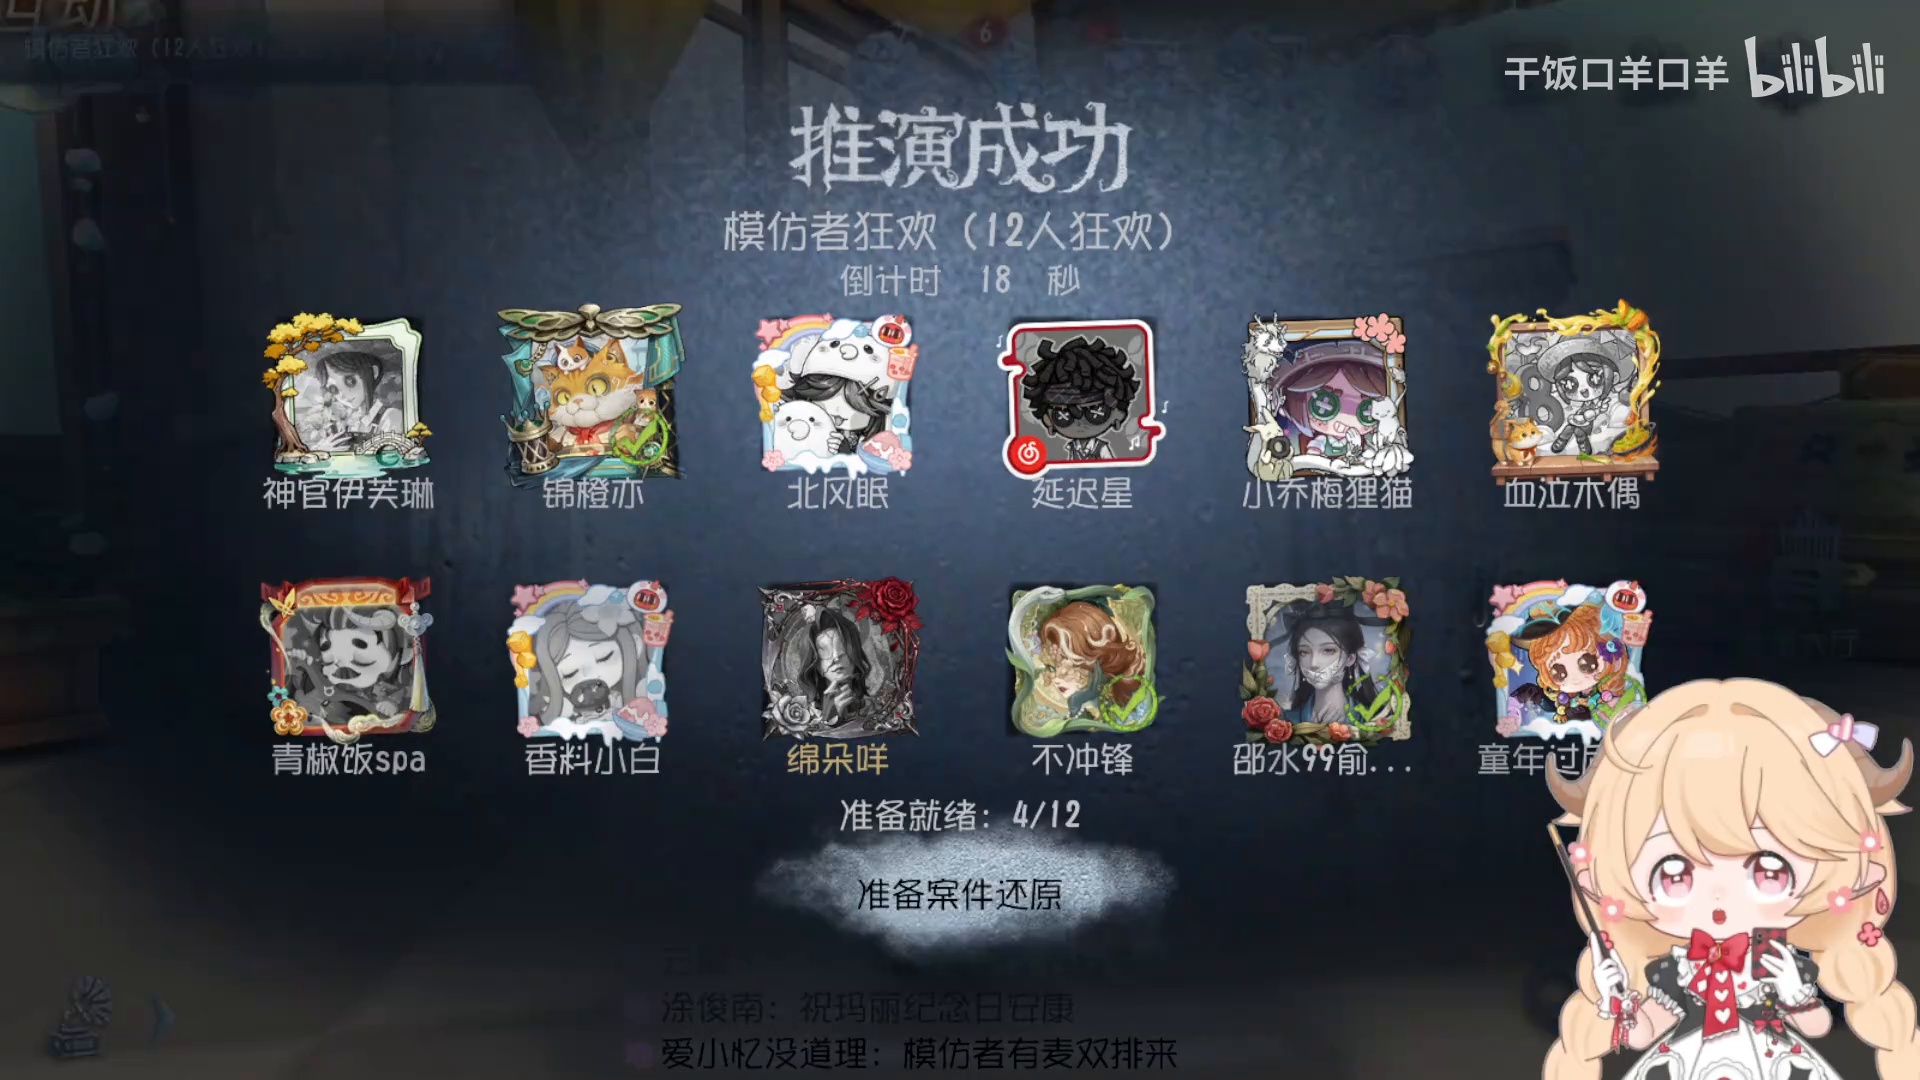 干饭口羊口羊 bilibili
推演成功
模仿者狂欢（12人狂欢）
倒计时 18 秒
神官伊芙琳 锦橙亦 北风眠 延迟星 小乔梅狸猫 血泣木偶
青椒饭spa 香料小白 绵朵咩 不冲锋 邵水99俞... 童年过
准备就绪：4/12
准备案件还原
涂俊南：祝玛丽纪念日安康
爱小忆没道理：模仿者有麦双排来